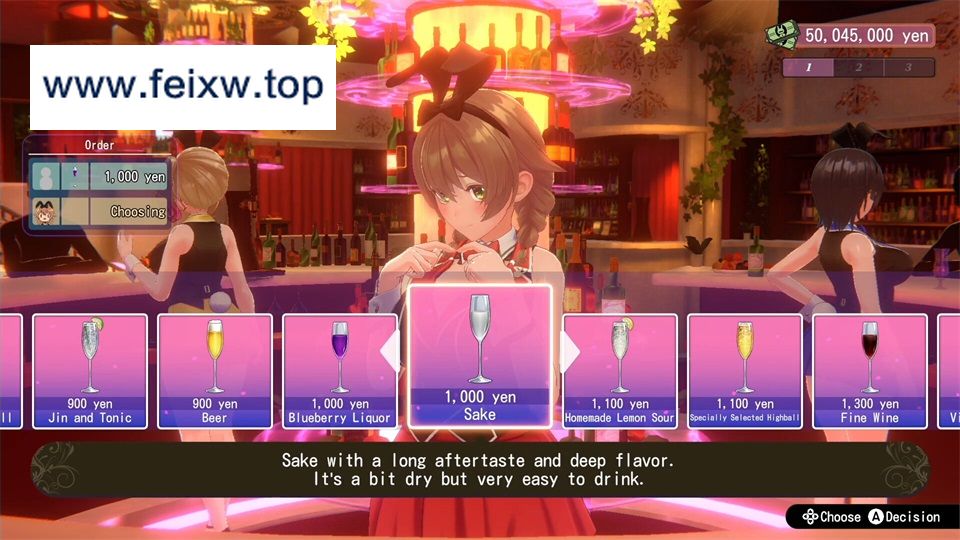 50,045,000 yen
1 2 3
www.feixw.top
Order
1,000 yen
Choosing
ll
900 yen
Jin and Tonic
900 yen
Beer
1,000 yen
Blueberry Liquor
1,000 yen
Sake
1,100 yen
Homemade Lemon Sour
1,100 yen
Specially Selected Highball
1,300 yen
Fine Wine
Vi
Sake with a long aftertaste and deep flavor.
It's a bit dry but very easy to drink.
Choose A Decision